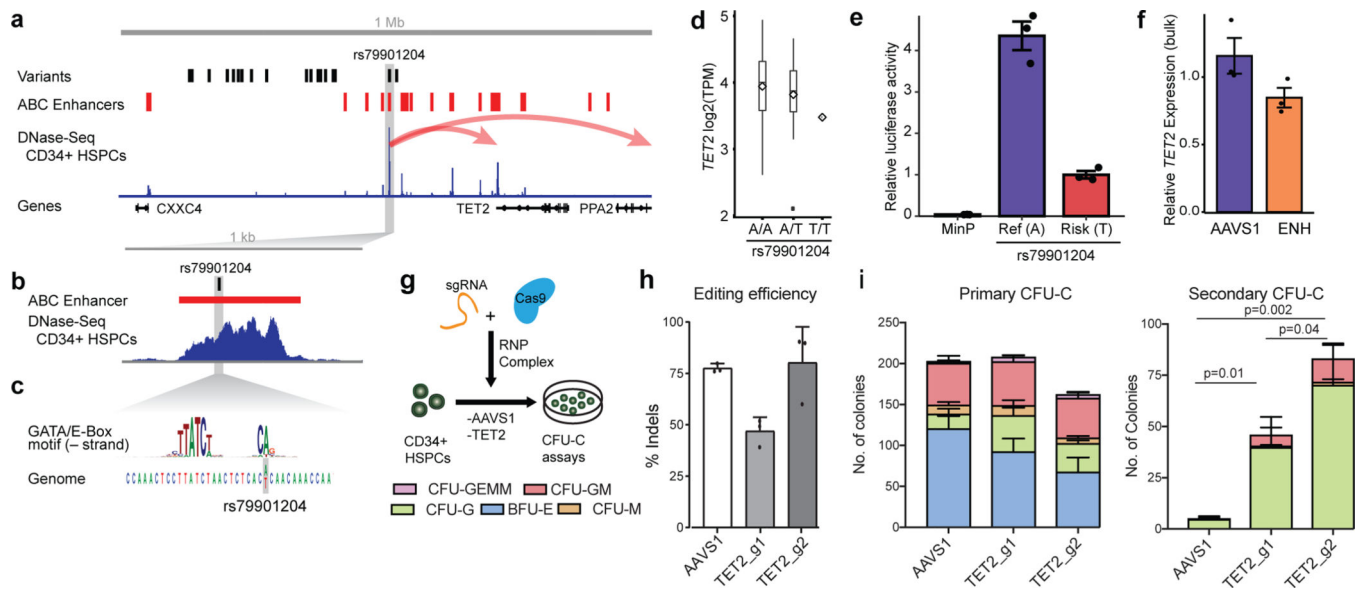 a
1 Mb
rs79901204
Variants
ABC Enhancers
DNase-Seq
CD34+ HSPCs
Genes
CXXC4
TET2
PPA2
1 kb
b
rs79901204
ABC Enhancer
DNase-Seq
CD34+ HSPCs
c
GATA/E-Box
motif (– strand)
TTATCT
CA
Genome
CCAAACTCCTTATCTAACTCTCAC
CAACAAACCAA
A
T
rs79901204
d
TET2 log2(TPM)
5
4
3
2
A/A A/T T/T
rs79901204
e
Relative luciferase activity
4
3
2
1
0
MinP Ref (A) Risk (T)
rs79901204
f
Relative TET2 Expression (bulk)
1.0
0.5
0.0
AAVS1 ENH
g
sgRNA
+
Cas9
RNP
Complex
-AAVS1
-TET2
CD34+
HSPCs
CFU-C
assays
CFU-GEMM CFU-GM
CFU-G BFU-E CFU-M
h
Editing efficiency
% Indels
100
75
50
25
0
AAVS1
TET2_g1
TET2_g2
i
Primary CFU-C
No. of colonies
250
200
150
100
50
0
AAVS1
TET2_g1
TET2_g2
Secondary CFU-C
p=0.002
p=0.04
p=0.01
No. of Colonies
100
75
50
25
0
AAVS1
TET2_g1
TET2_g2